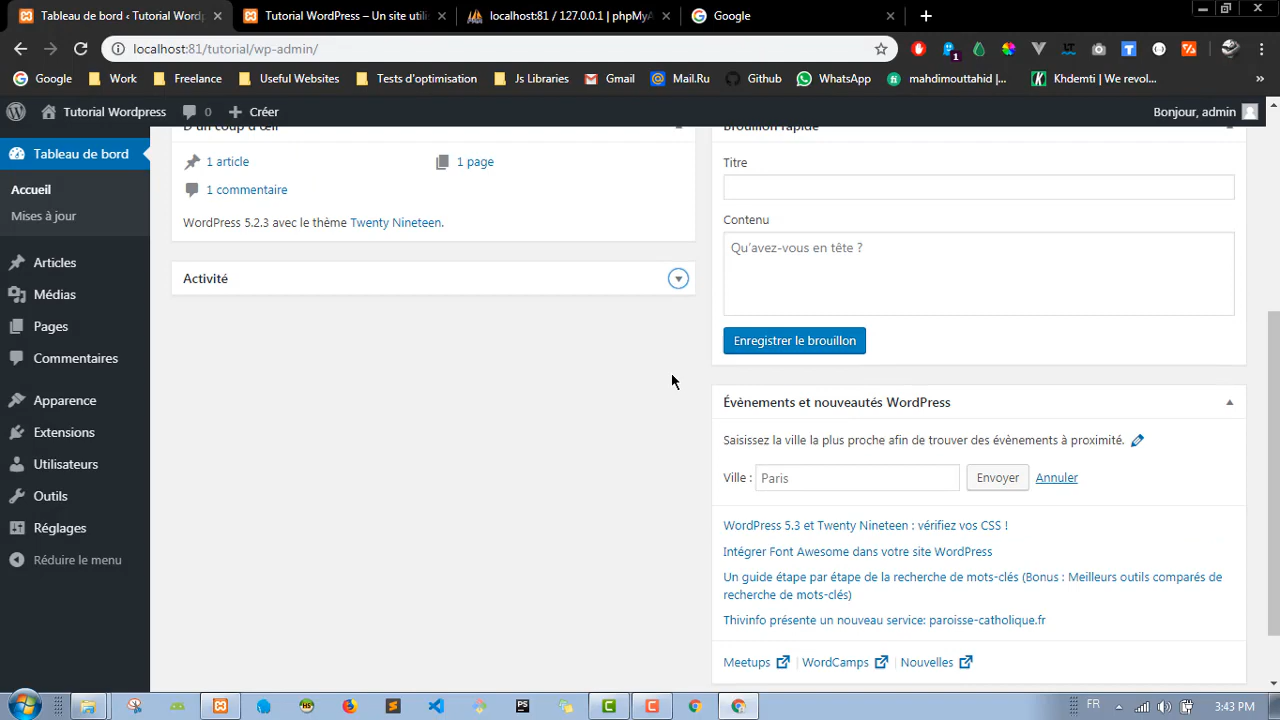 Tableau de bord ‹ Tutorial Wordpr
Tutorial WordPress – Un site utili
localhost:81 / 127.0.0.1 | phpMyA
Google
localhost:81/tutorial/wp-admin/
Google
Work
Freelance
Useful Websites
Tests d'optimisation
Js Libraries
Gmail
Mail.Ru
Github
WhatsApp
mahdimouttahid |...
Khdemti | We revol...
»
Tutorial Wordpress
0
Créer
Bonjour, admin
Tableau de bord
Accueil
Mises à jour
Articles
Médias
Pages
Commentaires
Apparence
Extensions
Utilisateurs
Outils
Réglages
Réduire le menu
D'un coup d'œil
1 article
1 page
1 commentaire
WordPress 5.2.3 avec le thème Twenty Nineteen.
Activité
Brouillon rapide
Titre
Contenu
Qu'avez-vous en tête ?
Enregistrer le brouillon
Évènements et nouveautés WordPress
Saisissez la ville la plus proche afin de trouver des évènements à proximité.
Ville :
Paris
Envoyer
Annuler
WordPress 5.3 et Twenty Nineteen : vérifiez vos CSS !
Intégrer Font Awesome dans votre site WordPress
Un guide étape par étape de la recherche de mots-clés (Bonus : Meilleurs outils comparés de
recherche de mots-clés)
Thivinfo présente un nouveau service: paroisse-catholique.fr
Meetups
WordCamps
Nouvelles
FR
3:43 PM